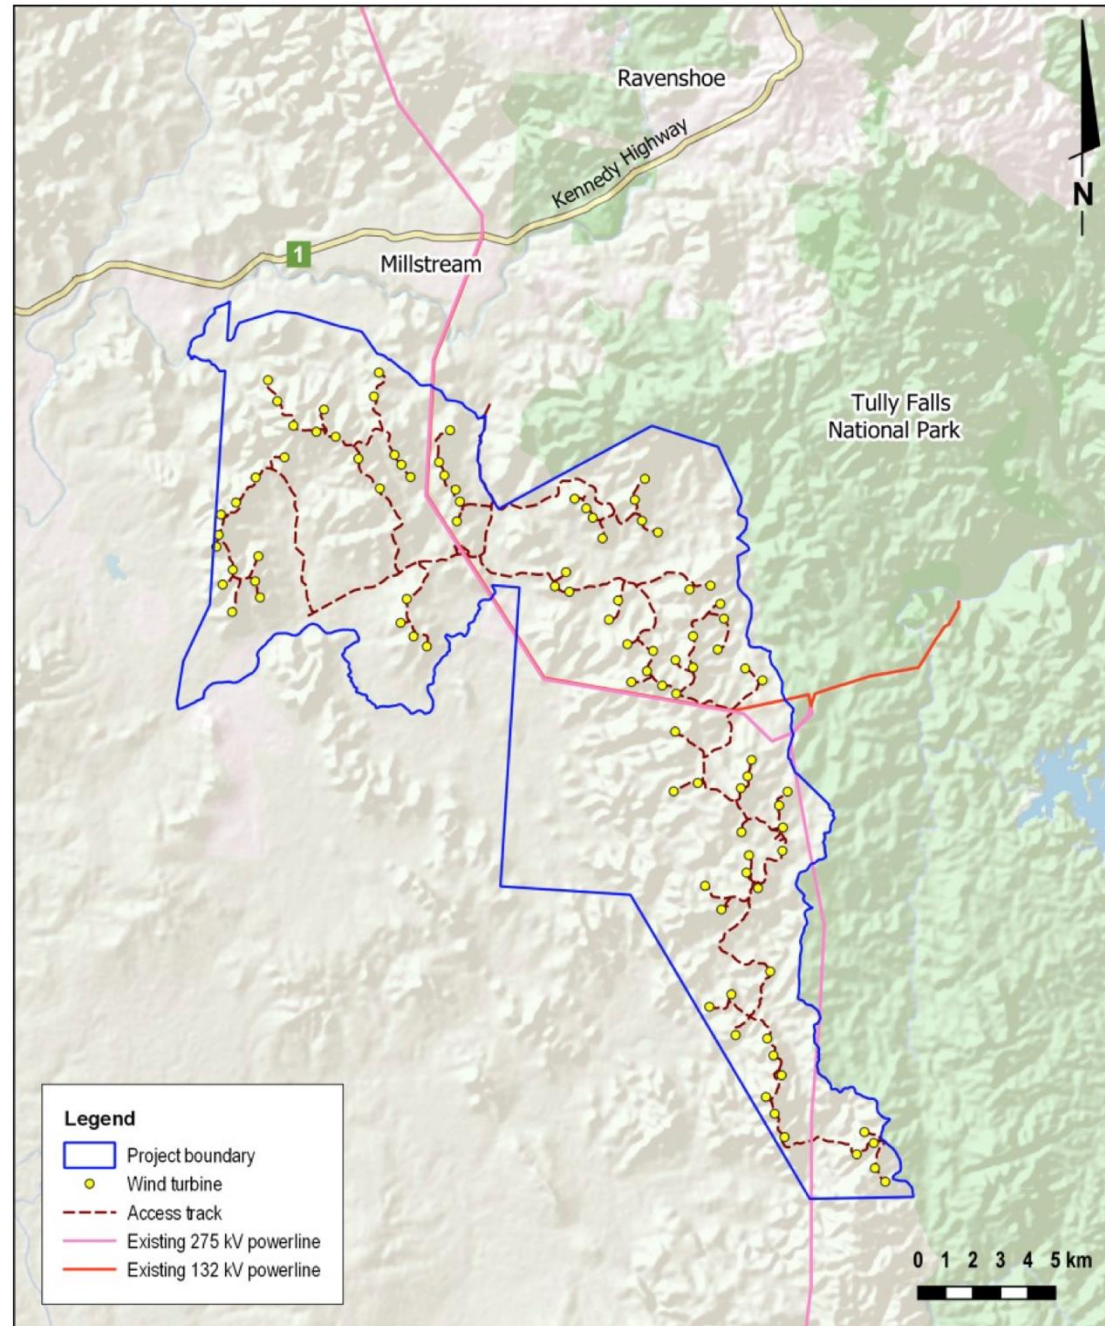 Ravenshoe
Kennedy Highway
N
1
Millstream
Tully Falls
National Park
Legend
Project boundary
Wind turbine
Access track
Existing 275 kV powerline
Existing 132 kV powerline
0 1 2 3 4 5 km